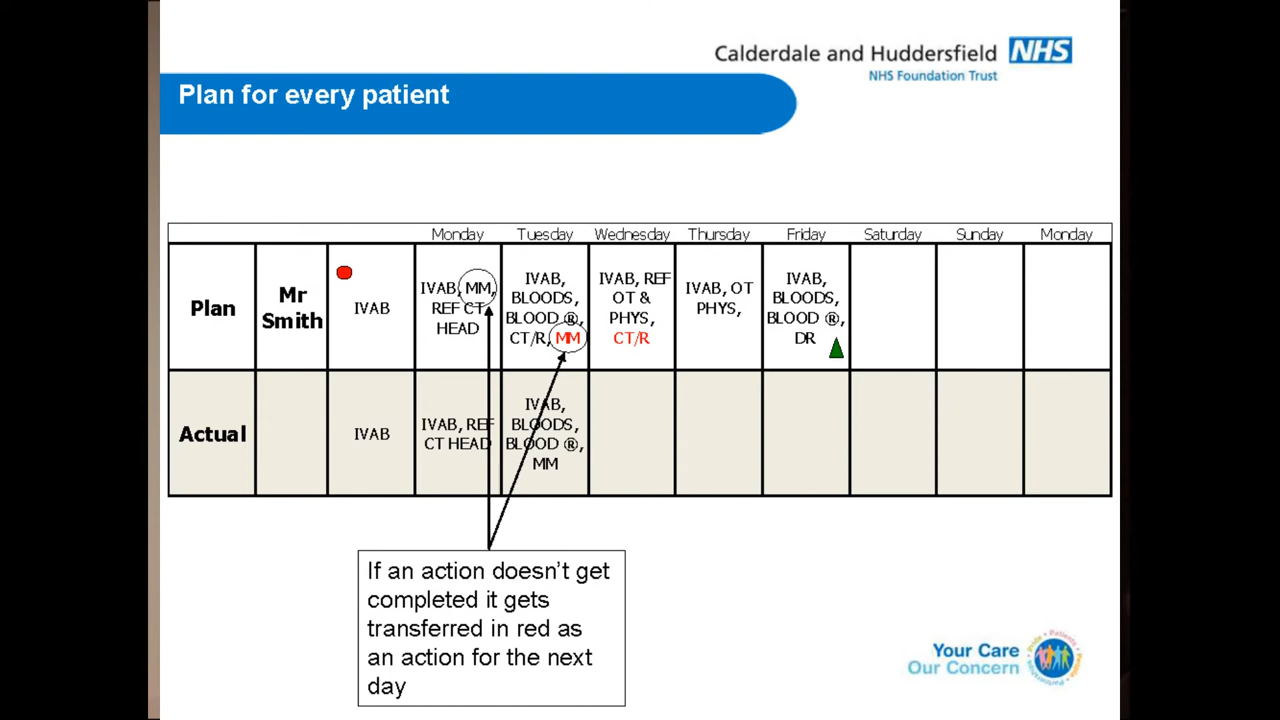 Calderdale and Huddersfield NHS
NHS Foundation Trust
Plan for every patient
Monday Tuesday Wednesday Thursday Friday Saturday Sunday Monday
Plan
Mr
Smith
IVAB
IVAB, MM,
REF CT
HEAD
IVAB,
BLOODS,
BLOOD ®,
CT/R, MM
IVAB, REF
OT &
PHYS,
CT/R
IVAB, OT
PHYS,
IVAB,
BLOODS,
BLOOD ®,
DR
Actual
IVAB
IVAB, REF
CT HEAD
IVAB,
BLOODS,
BLOOD ®,
MM
If an action doesn't get
completed it gets
transferred in red as
an action for the next
day
Your Care
Our Concern